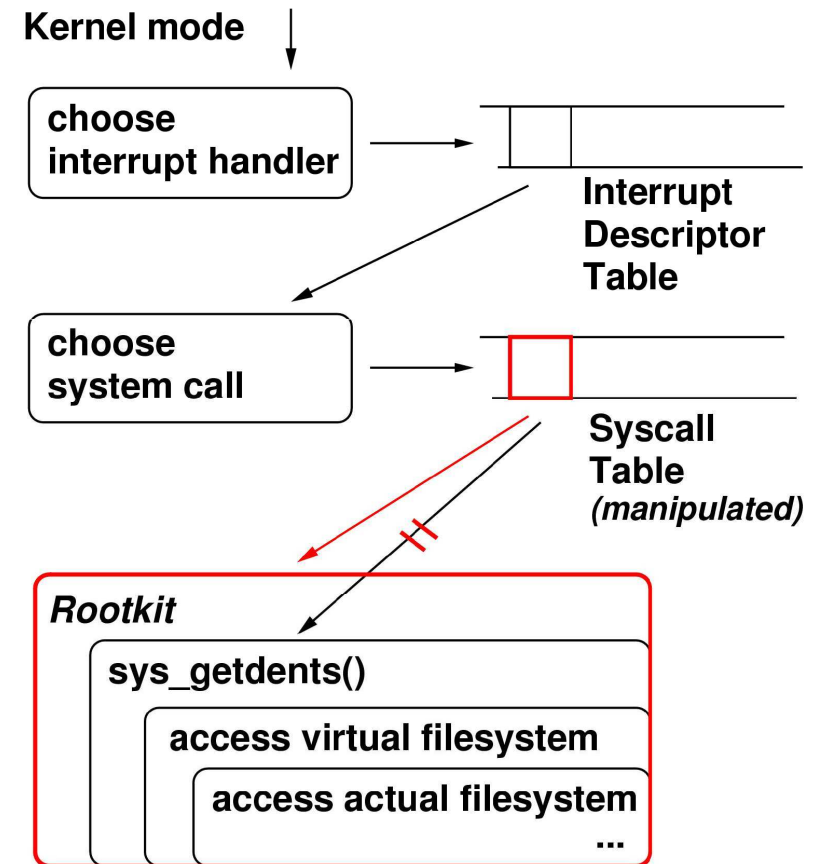 Kernel mode
choose
interrupt handler
Interrupt
Descriptor
Table
choose
system call
Syscall
Table
(manipulated)
Rootkit
sys_getdents()
access virtual filesystem
access actual filesystem
...